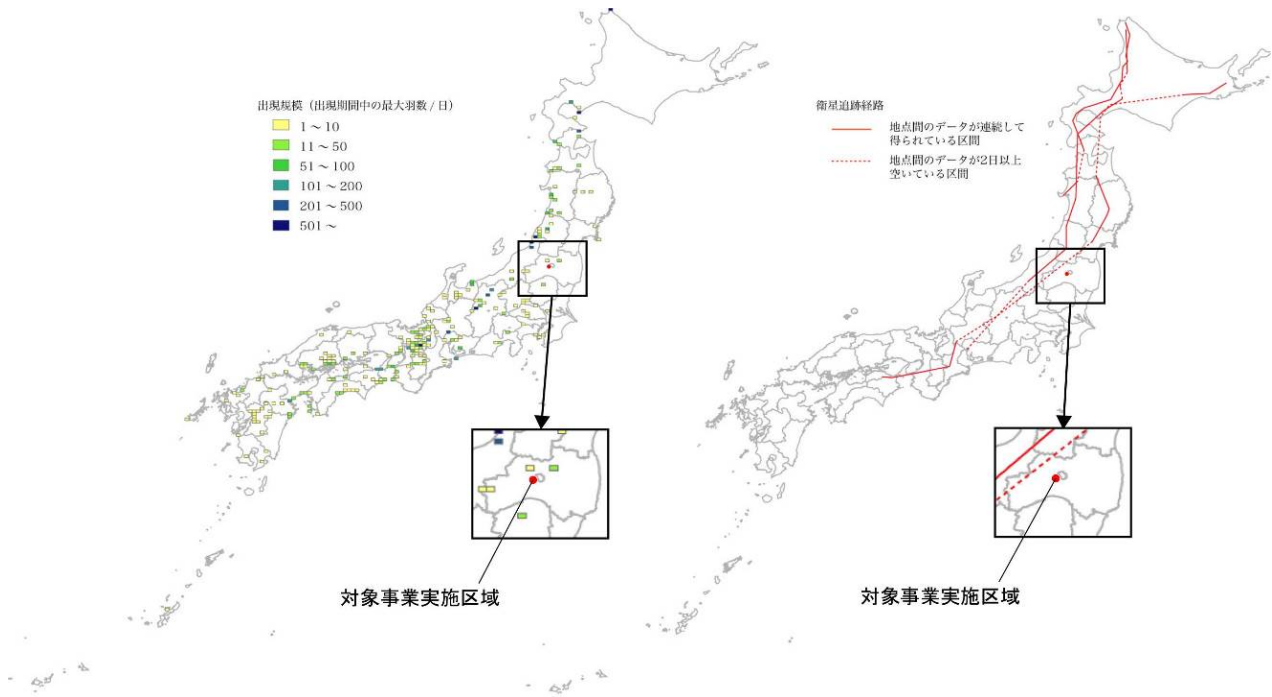 出現規模（出現期間中の最大羽数 / 日）
1～10
11～50
51～100
101～200
201～500
501～
対象事業実施区域
衛星追跡経路
地点間のデータが連続して
得られている区間
地点間のデータが2日以上
空いている区間
対象事業実施区域